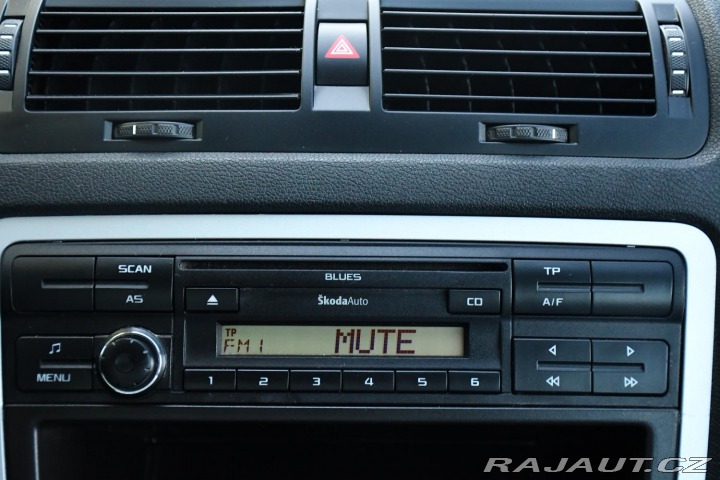 BLUES
SCAN
AS
ŠkodaAuto
CD
TP
A/F
TP
FM1
MUTE
MENU
1 2 3 4 5 6
RAJAUT.CZ